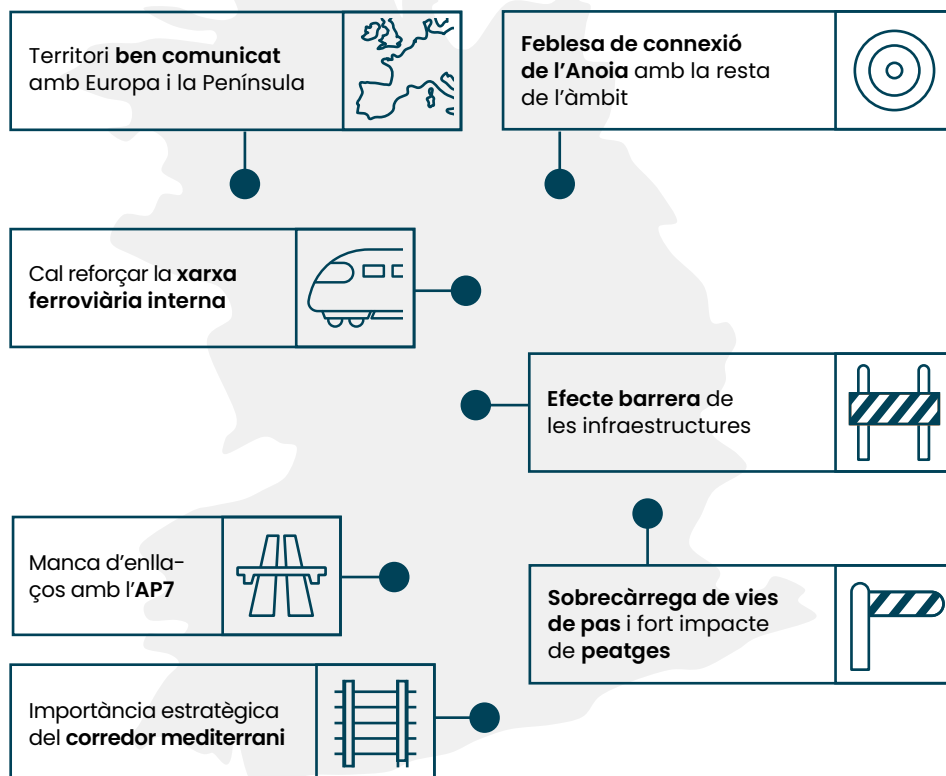 Territori ben comunicat
amb Europa i la Península
Feblesa de connexió
de l’Anoia amb la resta
de l’àmbit
Cal reforçar la xarxa
ferroviària interna
Efecte barrera de
les infraestructures
Manca d’enlla-
ços amb l’AP7
Sobrecàrrega de vies
de pas i fort impacte
de peatges
Importància estratègica
del corredor mediterrani